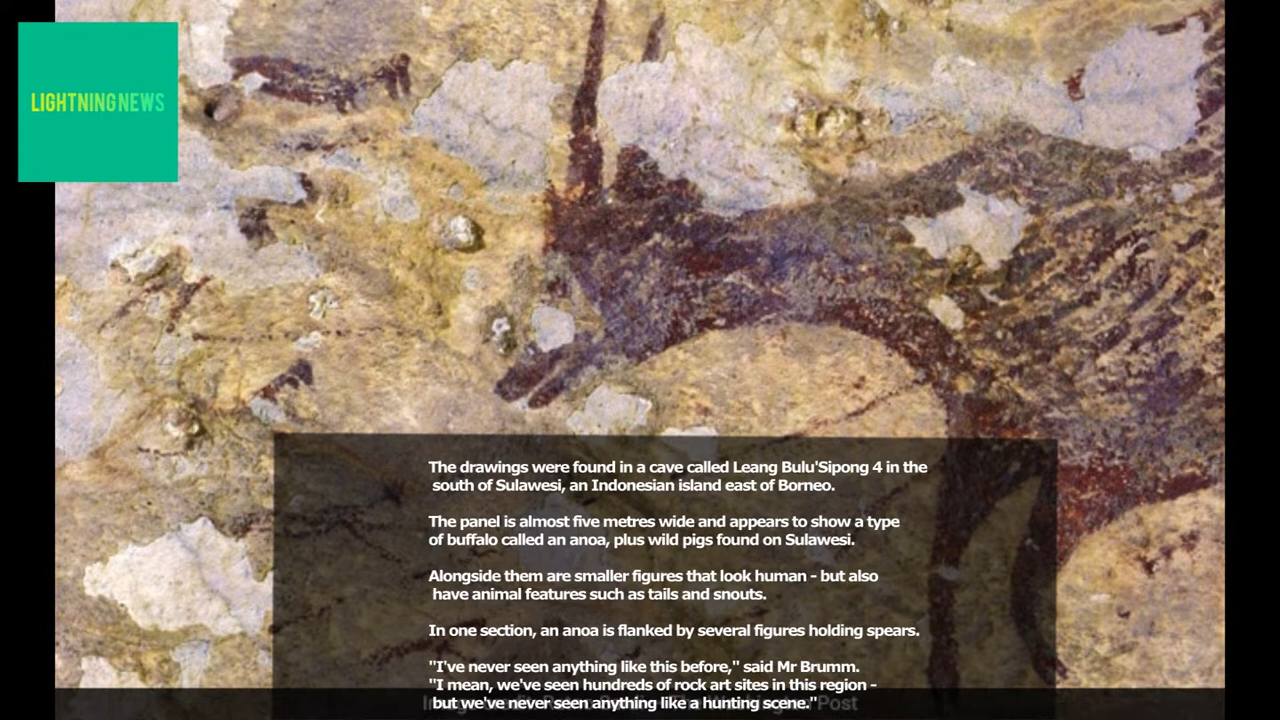 LIGHTNING NEWS
The drawings were found in a cave called Leang Bulu'Sipong 4 in the
south of Sulawesi, an Indonesian island east of Borneo.
The panel is almost five metres wide and appears to show a type
of buffalo called an anoa, plus wild pigs found on Sulawesi.
Alongside them are smaller figures that look human - but also
have animal features such as tails and snouts.
In one section, an anoa is flanked by several figures holding spears.
"I've never seen anything like this before," said Mr Brumm.
"I mean, we've seen hundreds of rock art sites in this region -
but we've never seen anything like a hunting scene."
Post